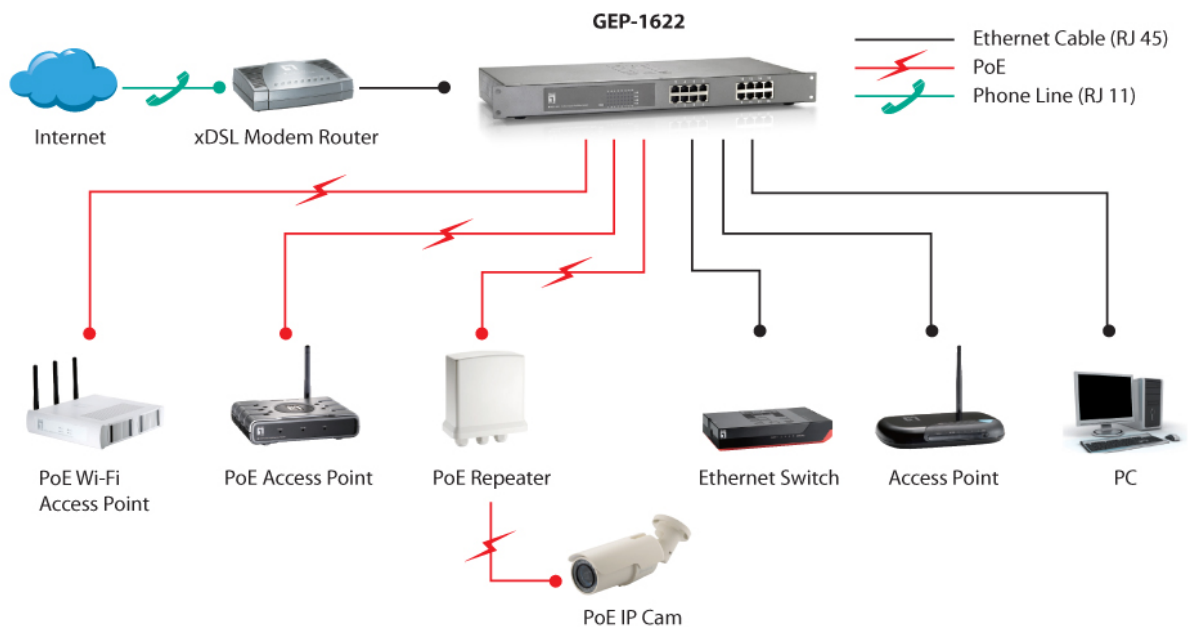 GEP-1622
Ethernet Cable (RJ 45)
PoE
Phone Line (RJ 11)
Internet
xDSL Modem Router
PoE Wi-Fi
Access Point
PoE Access Point
PoE Repeater
Ethernet Switch
Access Point
PC
PoE IP Cam